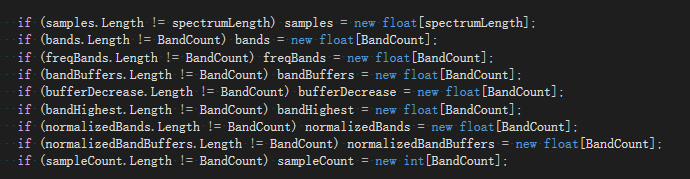 if (samples.Length != spectrumLength) samples = new float[spectrumLength];
if (bands.Length != BandCount) bands = new float[BandCount];
if (freqBands.Length != BandCount) freqBands = new float[BandCount];
if (bandBuffers.Length != BandCount) bandBuffers = new float[BandCount];
if (bufferDecrease.Length != BandCount) bufferDecrease = new float[BandCount];
if (bandHighest.Length != BandCount) bandHighest = new float[BandCount];
if (normalizedBands.Length != BandCount) normalizedBands = new float[BandCount];
if (normalizedBandBuffers.Length != BandCount) normalizedBandBuffers = new float[BandCount];
if (sampleCount.Length != BandCount) sampleCount = new int[BandCount];